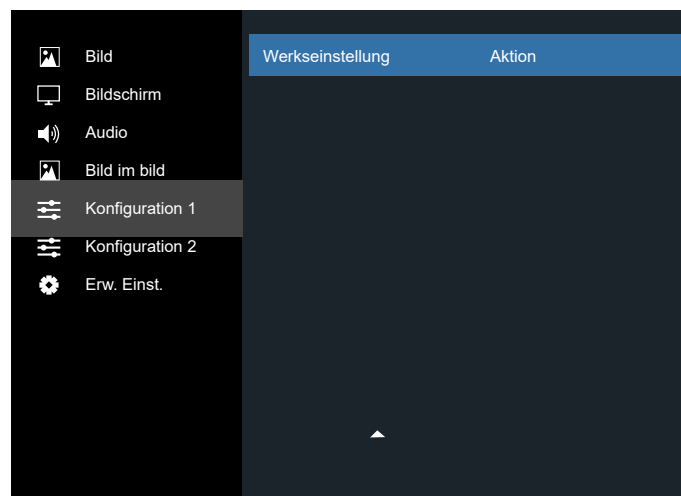 Bild
Bildschirm
Audio
Bild im bild
Konfiguration 1
Konfiguration 2
Erw. Einst.
Werkseinstellung Aktion